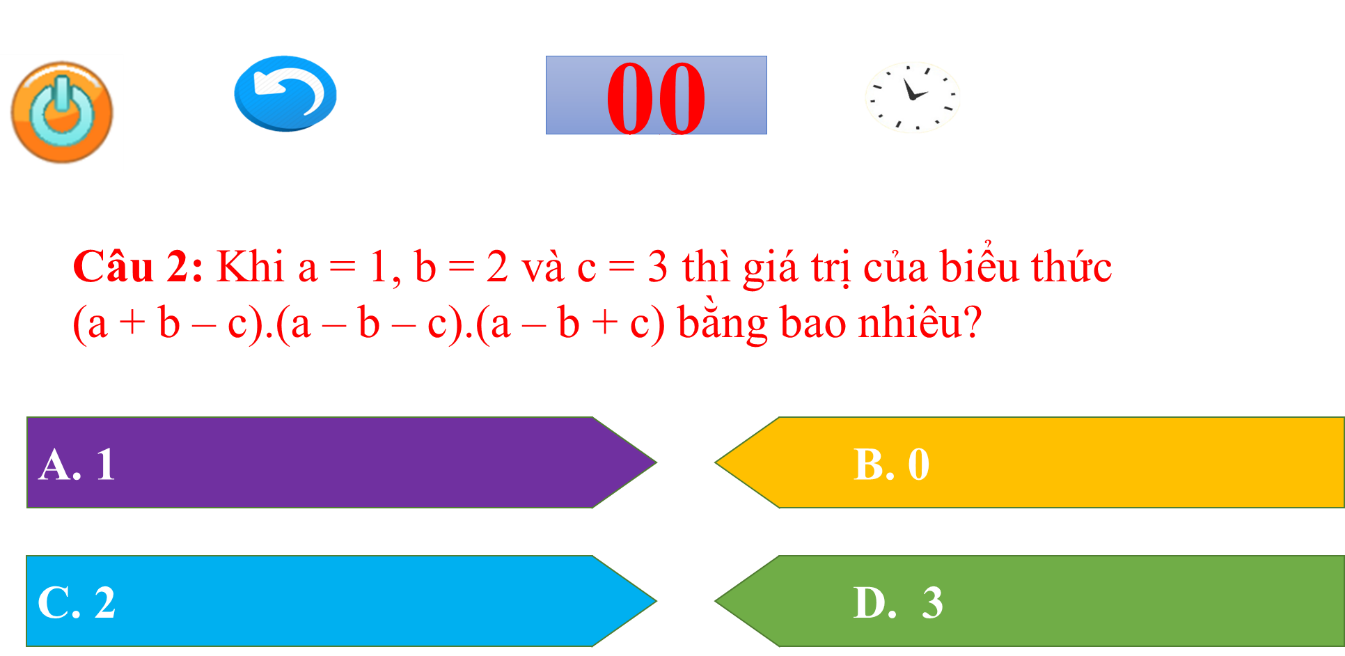 00
Câu 2: Khi a = 1, b = 2 và c = 3 thì giá trị của biểu thức
(a + b – c).(a – b – c).(a – b + c) bằng bao nhiêu?
A. 1
B. 0
C. 2
D. 3